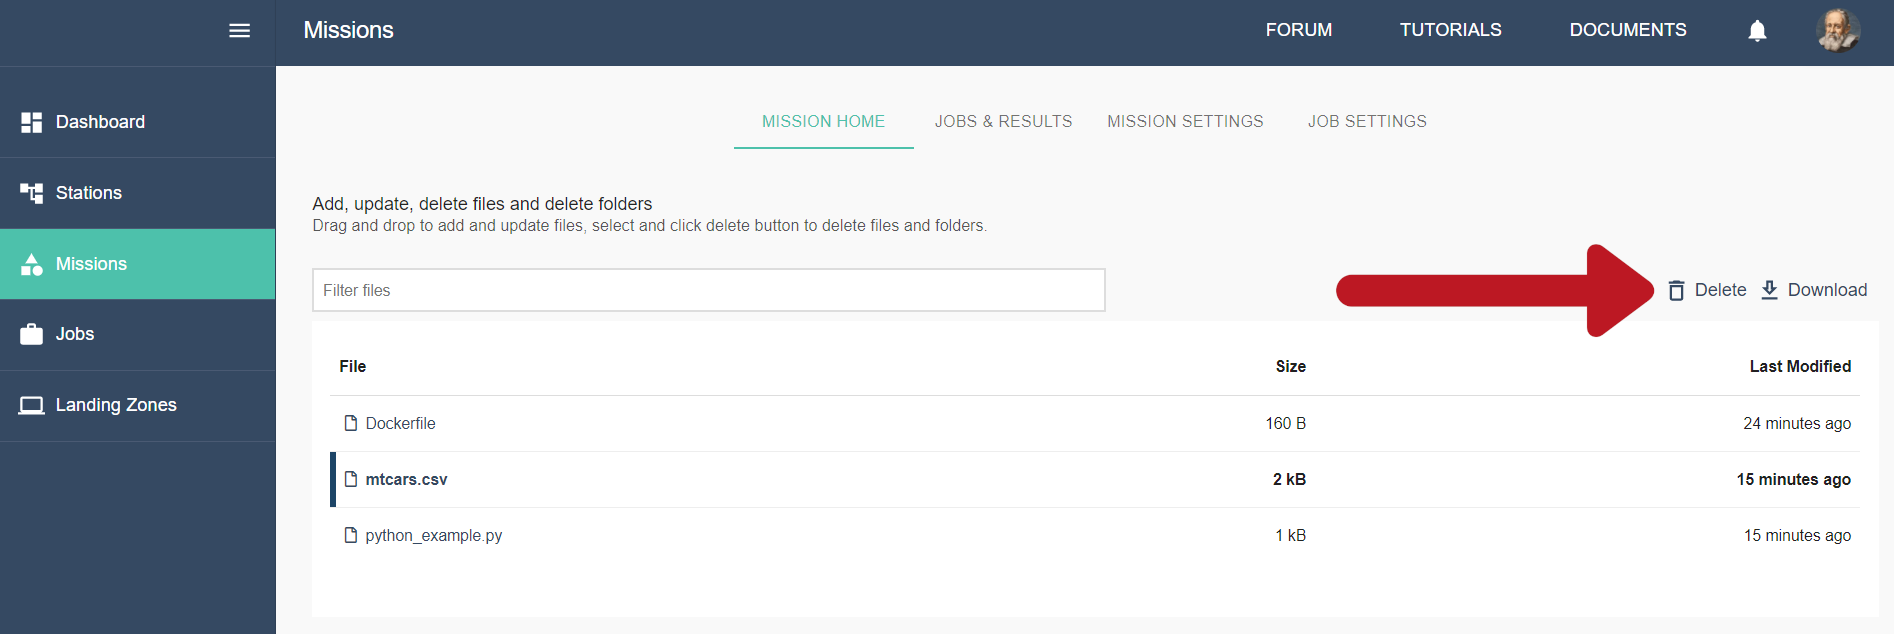 Missions
FORUM
TUTORIALS
DOCUMENTS
Dashboard
Stations
Missions
Jobs
Landing Zones
MISSION HOME
JOBS & RESULTS
MISSION SETTINGS
JOB SETTINGS
Add, update, delete files and delete folders
Drag and drop to add and update files, select and click delete button to delete files and folders.
Filter files
Delete
Download
File Size Last Modified
Dockerfile 160 B 24 minutes ago
mtcars.csv 2 kB 15 minutes ago
python_example.py 1 kB 15 minutes ago